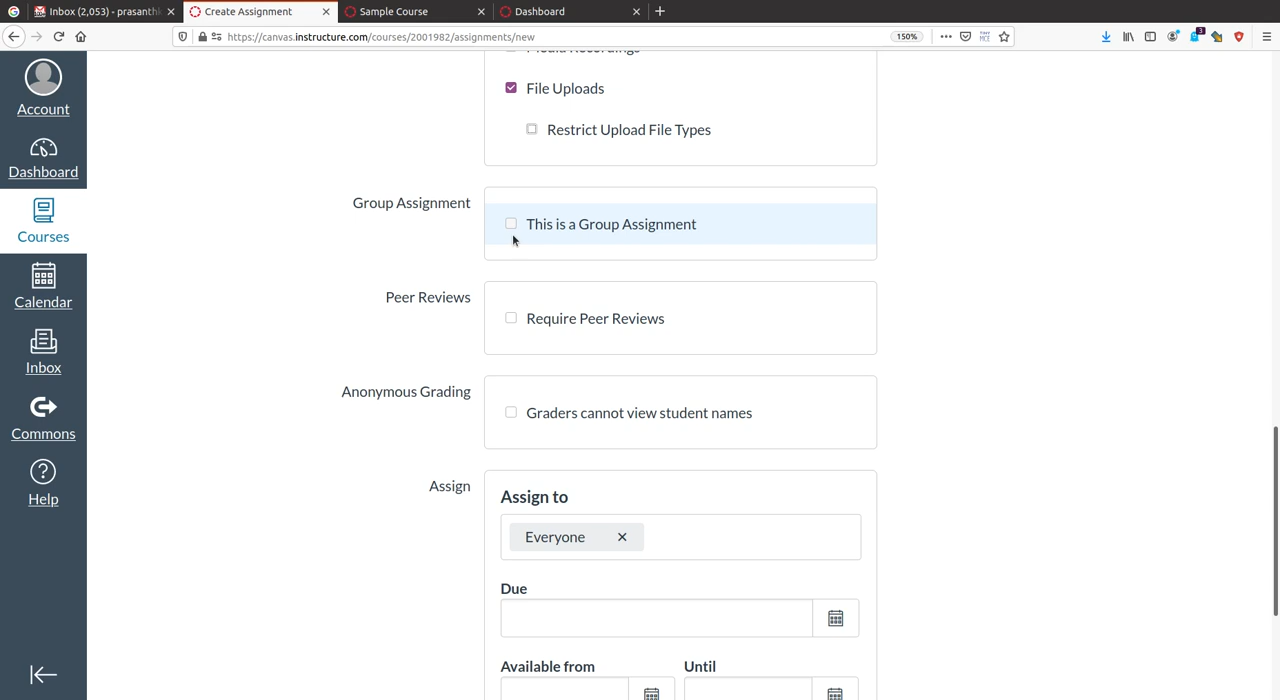 Inbox (2,053) - prasanth
Create Assignment
Sample Course
Dashboard
https://canvas.instructure.com/courses/2001982/assignments/new
150%
3
Account
Dashboard
Courses
Calendar
Inbox
Commons
Help
Media Recordings
File Uploads
Restrict Upload File Types
Group Assignment
This is a Group Assignment
Peer Reviews
Require Peer Reviews
Anonymous Grading
Graders cannot view student names
Assign
Assign to
Everyone
Due
Available from
Until